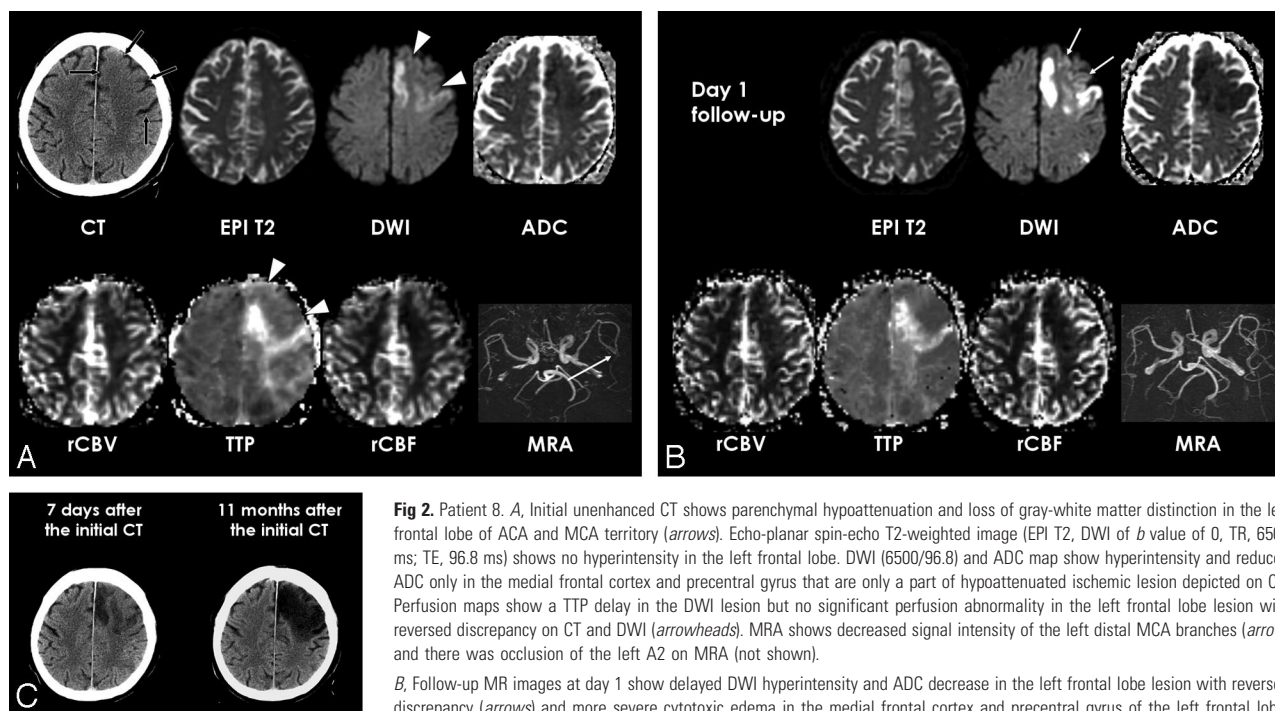 CT EPI T2 DWI ADC
rCBV TTP rCBF MRA
A
Day 1
follow-up
EPI T2 DWI ADC
rCBV TTP rCBF MRA
B
7 days after
the initial CT
11 months after
the initial CT
C
Fig 2. Patient 8. A, Initial unenhanced CT shows parenchymal hypoattenuation and loss of gray-white matter distinction in the le
frontal lobe of ACA and MCA territory (arrows). Echo-planar spin-echo T2-weighted image (EPI T2, DWI of b value of 0, TR, 650
ms; TE, 96.8 ms) shows no hyperintensity in the left frontal lobe. DWI (6500/96.8) and ADC map show hyperintensity and reduce
ADC only in the medial frontal cortex and precentral gyrus that are only a part of hypoattenuated ischemic lesion depicted on C
Perfusion maps show a TTP delay in the DWI lesion but no significant perfusion abnormality in the left frontal lobe lesion wi
reversed discrepancy on CT and DWI (arrowheads). MRA shows decreased signal intensity of the left distal MCA branches (arro
and there was occlusion of the left A2 on MRA (not shown).
B, Follow-up MR images at day 1 show delayed DWI hyperintensity and ADC decrease in the left frontal lobe lesion with reverse
discrepancy (arrows) and more severe cytotoxic edema in the medial frontal cortex and precentral gyrus of the left frontal lob